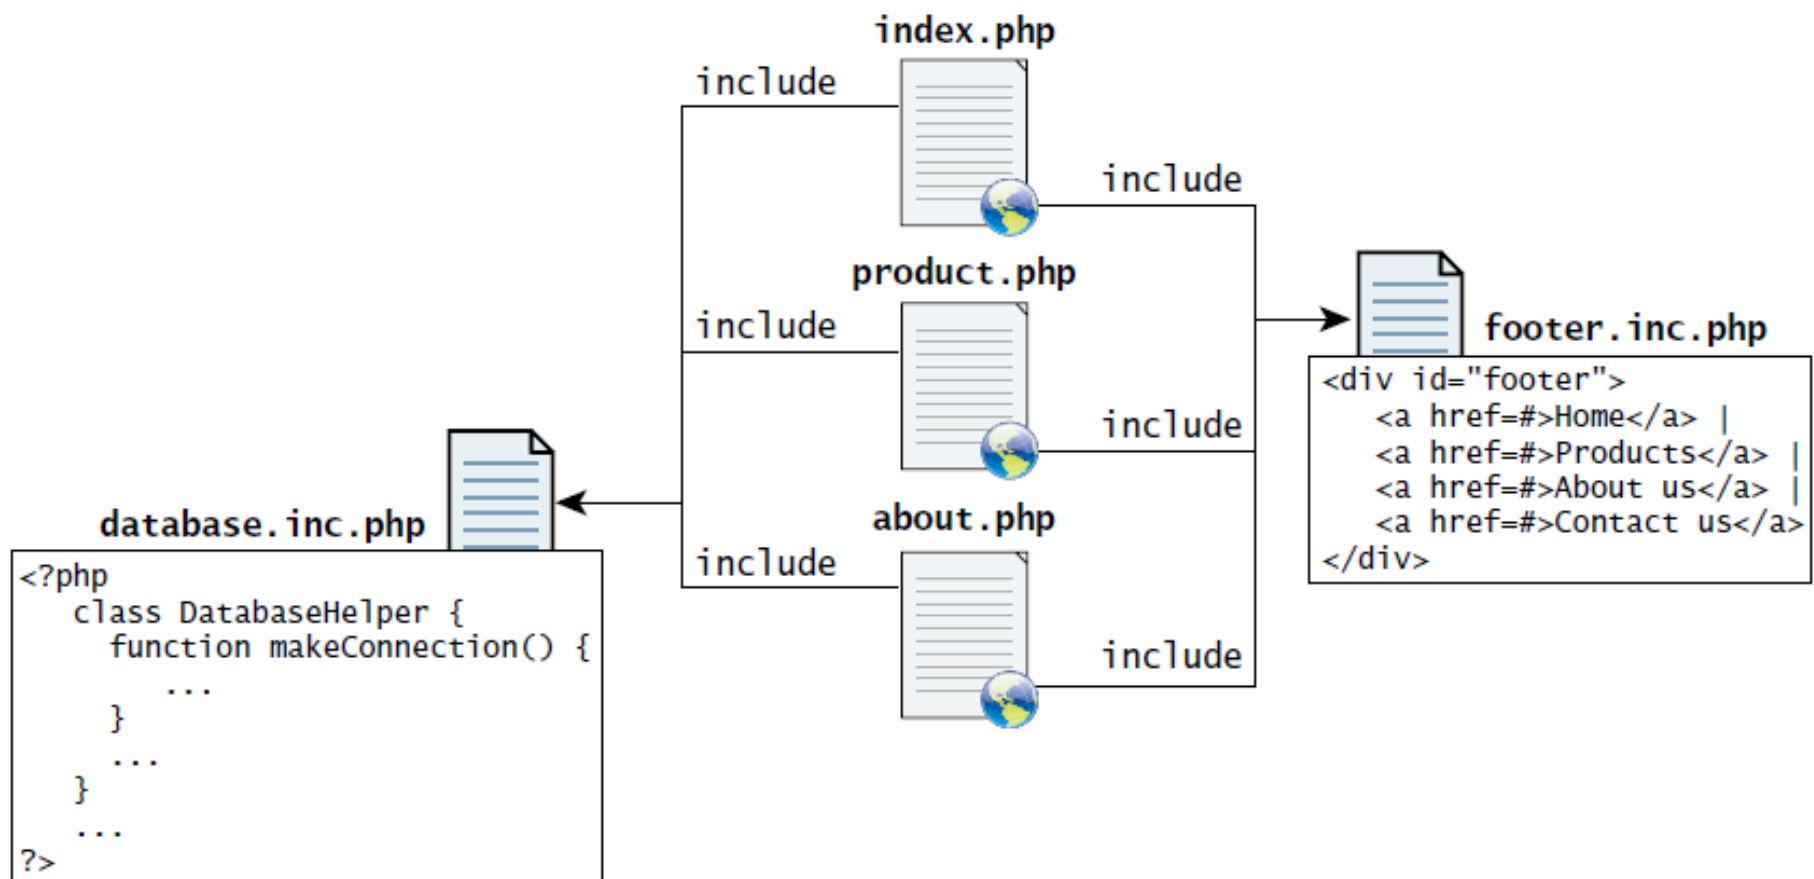 index.php
include
include
product.php
include
include
about.php
include
include
footer.inc.php
<div id="footer">
   <a href=#>Home</a> |
   <a href=#>Products</a> |
   <a href=#>About us</a> |
   <a href=#>Contact us</a>
</div>
database.inc.php
<?php
   class DatabaseHelper {
     function makeConnection() {
        ...
     }
     ...
   }
   ...
?>